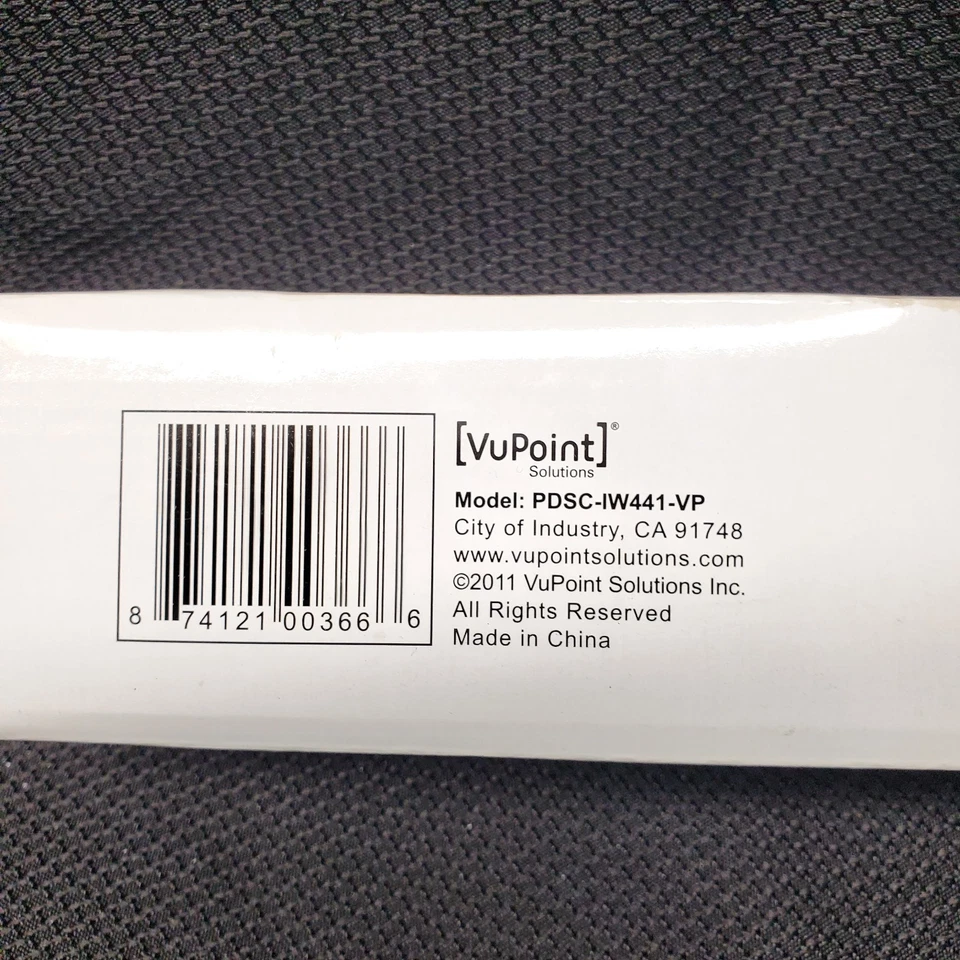 [VuPoint]®
Solutions
Model: PDSC-IW441-VP
City of Industry, CA 91748
www.vupointsolutions.com
©2011 VuPoint Solutions Inc.
All Rights Reserved
Made in China
8 74121 00366 6